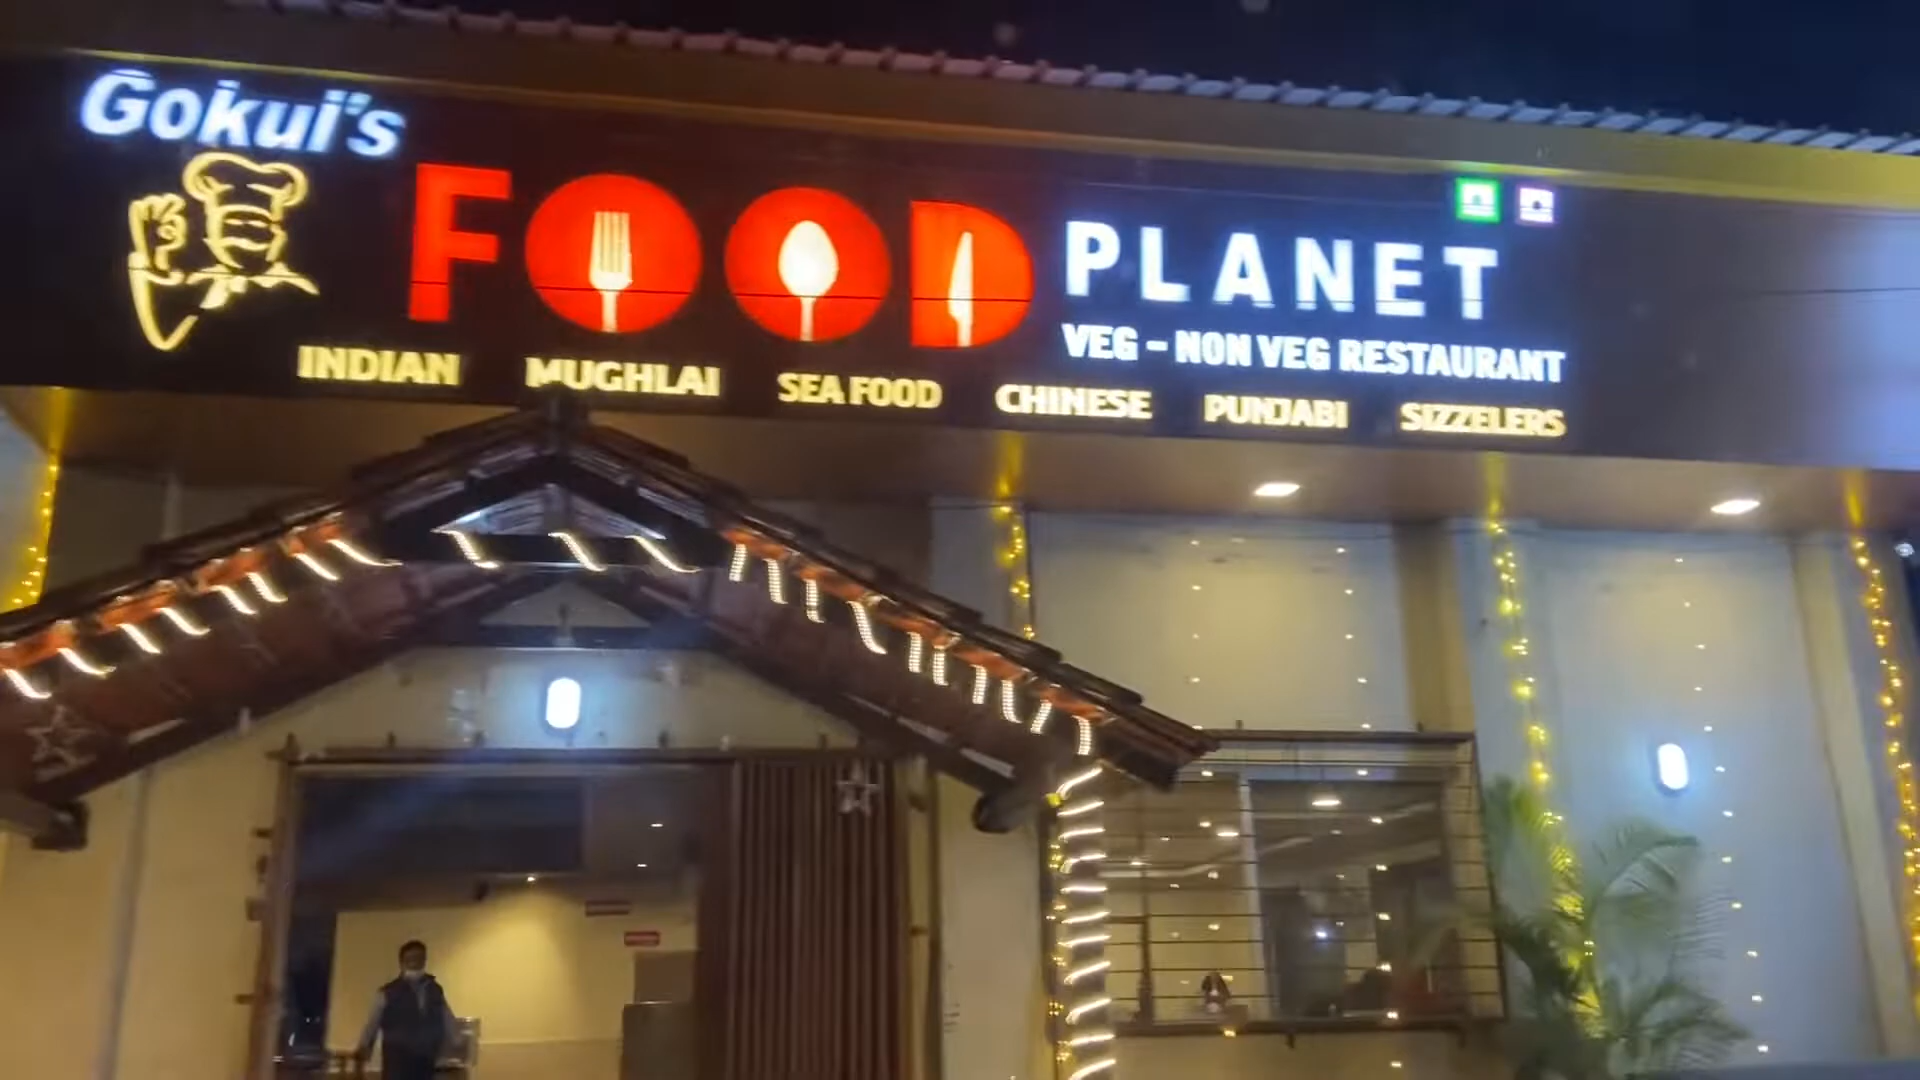 Gokul's
FOOD PLANET
VEG - NON VEG RESTAURANT
INDIAN MUGHLAI SEA FOOD CHINESE PUNJABI SIZZELERS